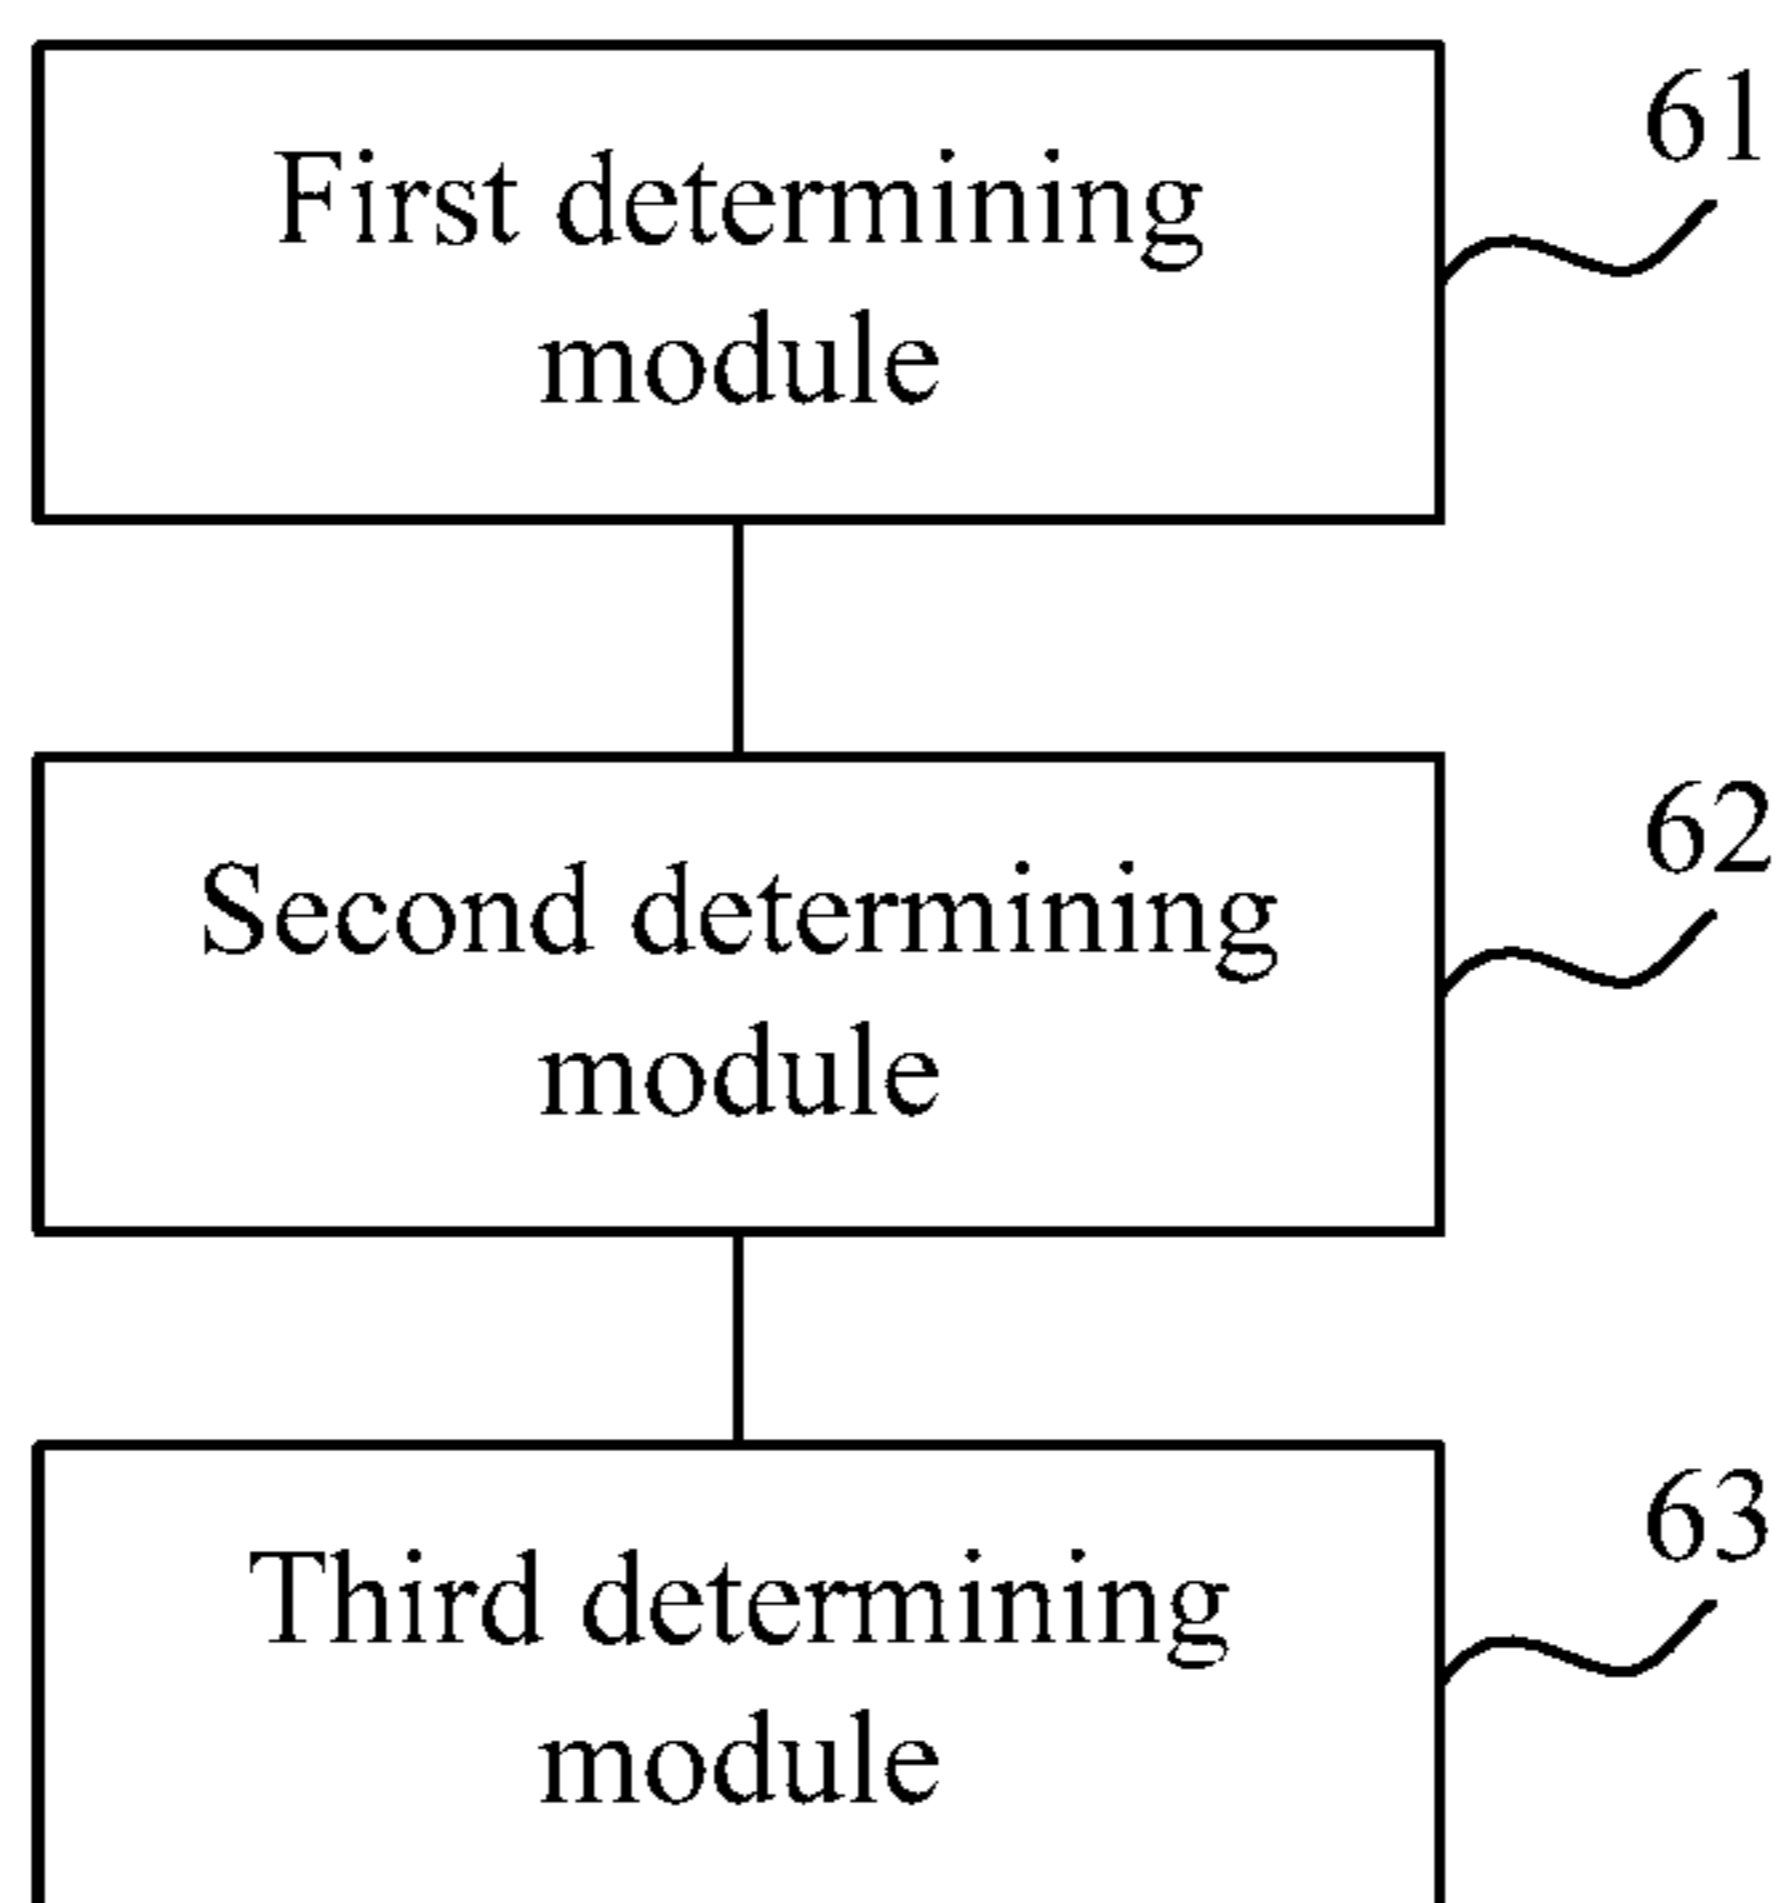 First determining
module
61
Second determining
module
62
Third determining
module
63